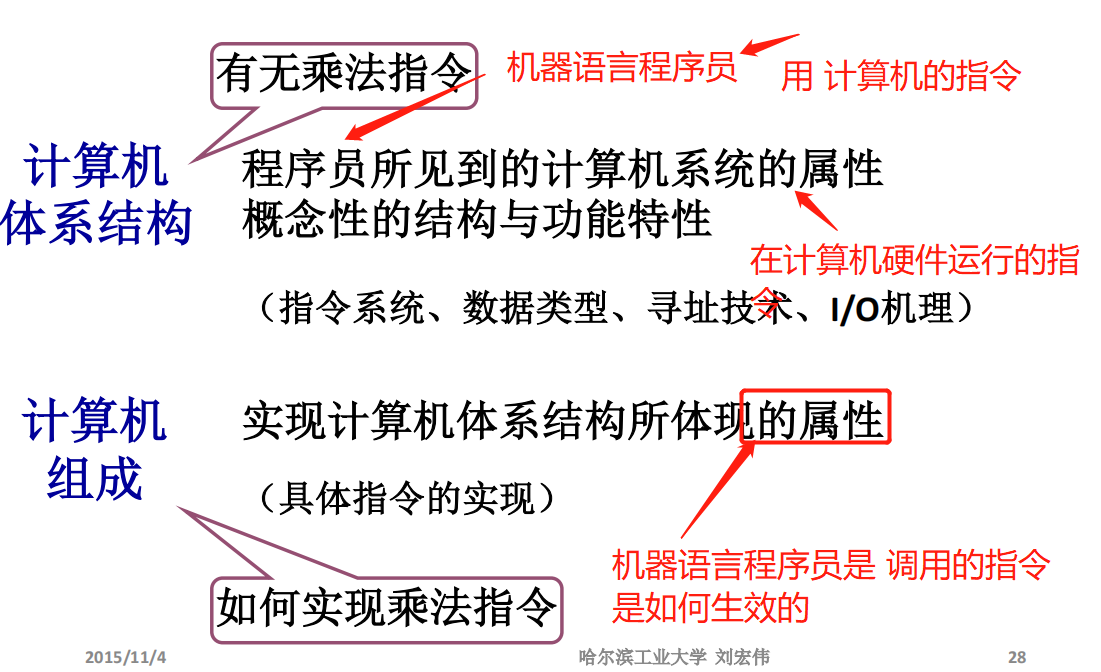 有无乘法指令
机器语言程序员
用 计算机的指令
计算机
体系结构
程序员所见到的计算机系统的属性
概念性的结构与功能特性
在计算机硬件运行的指
令
（指令系统、数据类型、寻址技术、I/O机理）
计算机
组成
实现计算机体系结构所体现的属性
（具体指令的实现）
机器语言程序员是 调用的指令
是如何生效的
如何实现乘法指令
2015/11/4
哈尔滨工业大学 刘宏伟
28